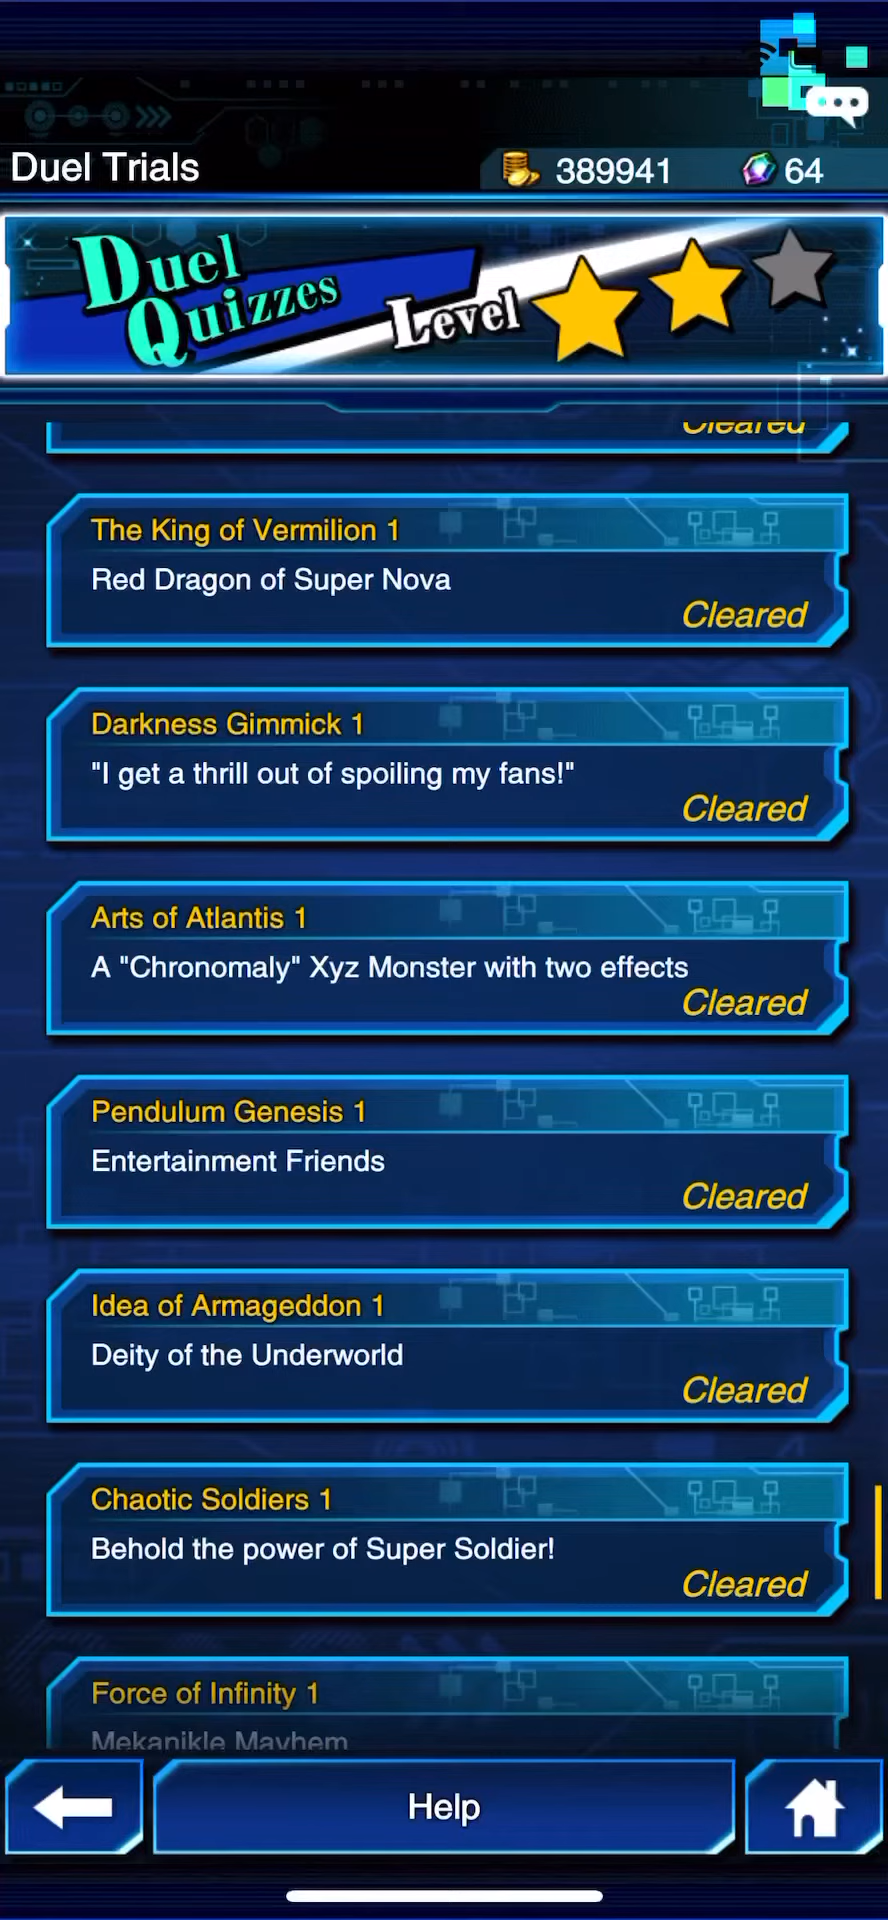 Duel Trials
389941
64
Duel
Quizzes
Level
Cleared
The King of Vermilion 1
Red Dragon of Super Nova
Cleared
Darkness Gimmick 1
"I get a thrill out of spoiling my fans!"
Cleared
Arts of Atlantis 1
A "Chronomaly" Xyz Monster with two effects
Cleared
Pendulum Genesis 1
Entertainment Friends
Cleared
Idea of Armageddon 1
Deity of the Underworld
Cleared
Chaotic Soldiers 1
Behold the power of Super Soldier!
Cleared
Force of Infinity 1
Mekanikle Mayhem
Help